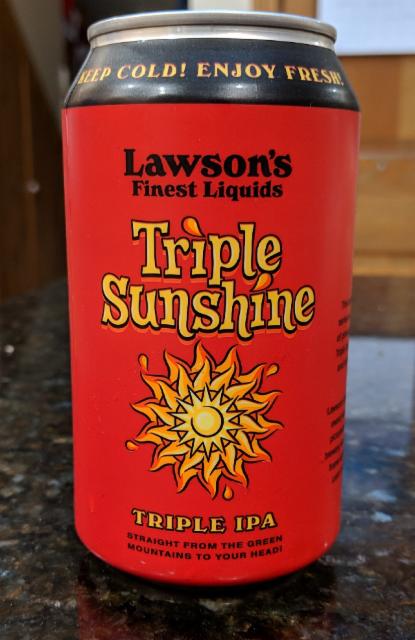 KEEP COLD! ENJOY FRESH!
Lawson's
Finest Liquids
Triple
Sunshine
TRIPLE IPA
STRAIGHT FROM THE GREEN
MOUNTAINS TO YOUR HEAD!